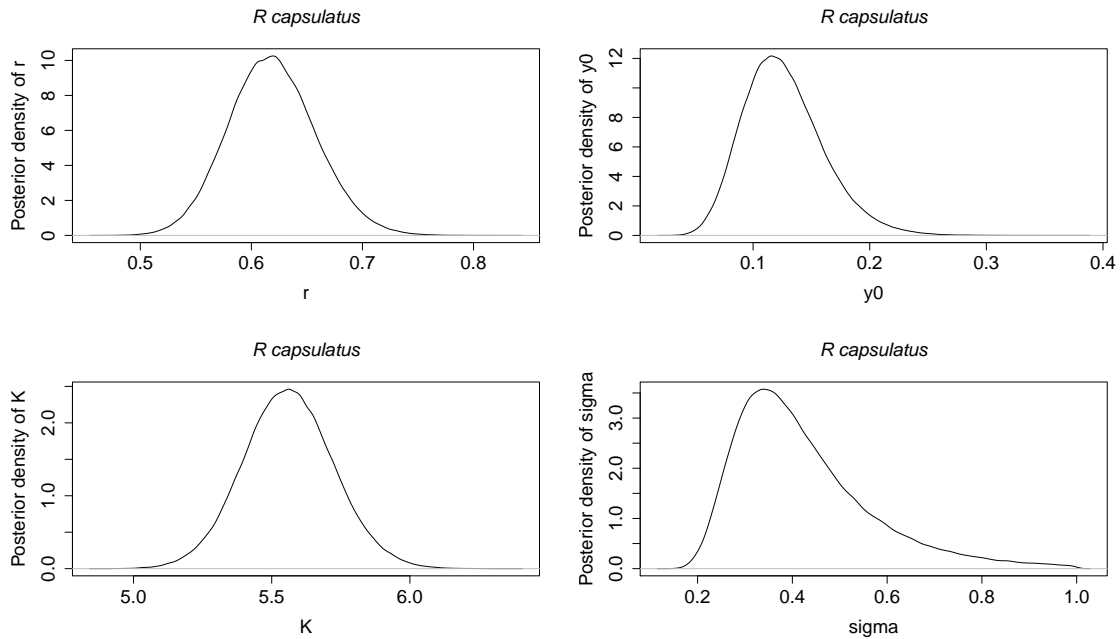 R capsulatus
Posterior density of r
0 2 4 6 8 10
0.5 0.6 0.7 0.8
r
R capsulatus
Posterior density of y0
0 2 4 6 8 12
0.1 0.2 0.3 0.4
y0
R capsulatus
Posterior density of K
0.0 1.0 2.0
5.0 5.5 6.0
K
R capsulatus
Posterior density of sigma
0.0 1.0 2.0 3.0
0.2 0.4 0.6 0.8 1.0
sigma